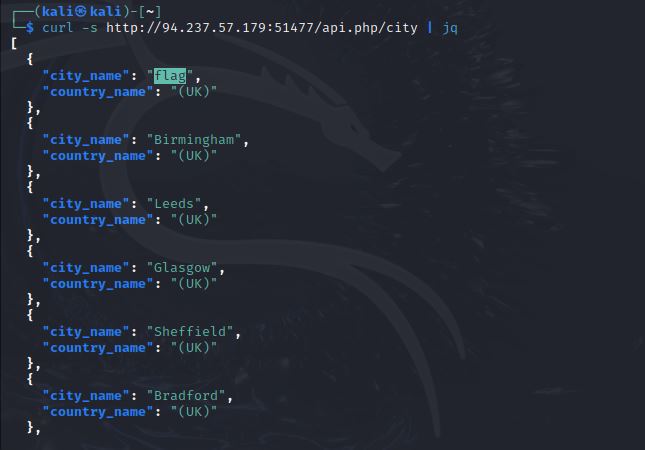 ┌──(kali㉿kali)-[~]
└─$ curl -s http://94.237.57.179:51477/api.php/city | jq
[
  {
    "city_name": "flag",
    "country_name": "(UK)"
  },
  {
    "city_name": "Birmingham",
    "country_name": "(UK)"
  },
  {
    "city_name": "Leeds",
    "country_name": "(UK)"
  },
  {
    "city_name": "Glasgow",
    "country_name": "(UK)"
  },
  {
    "city_name": "Sheffield",
    "country_name": "(UK)"
  },
  {
    "city_name": "Bradford",
    "country_name": "(UK)"
  },